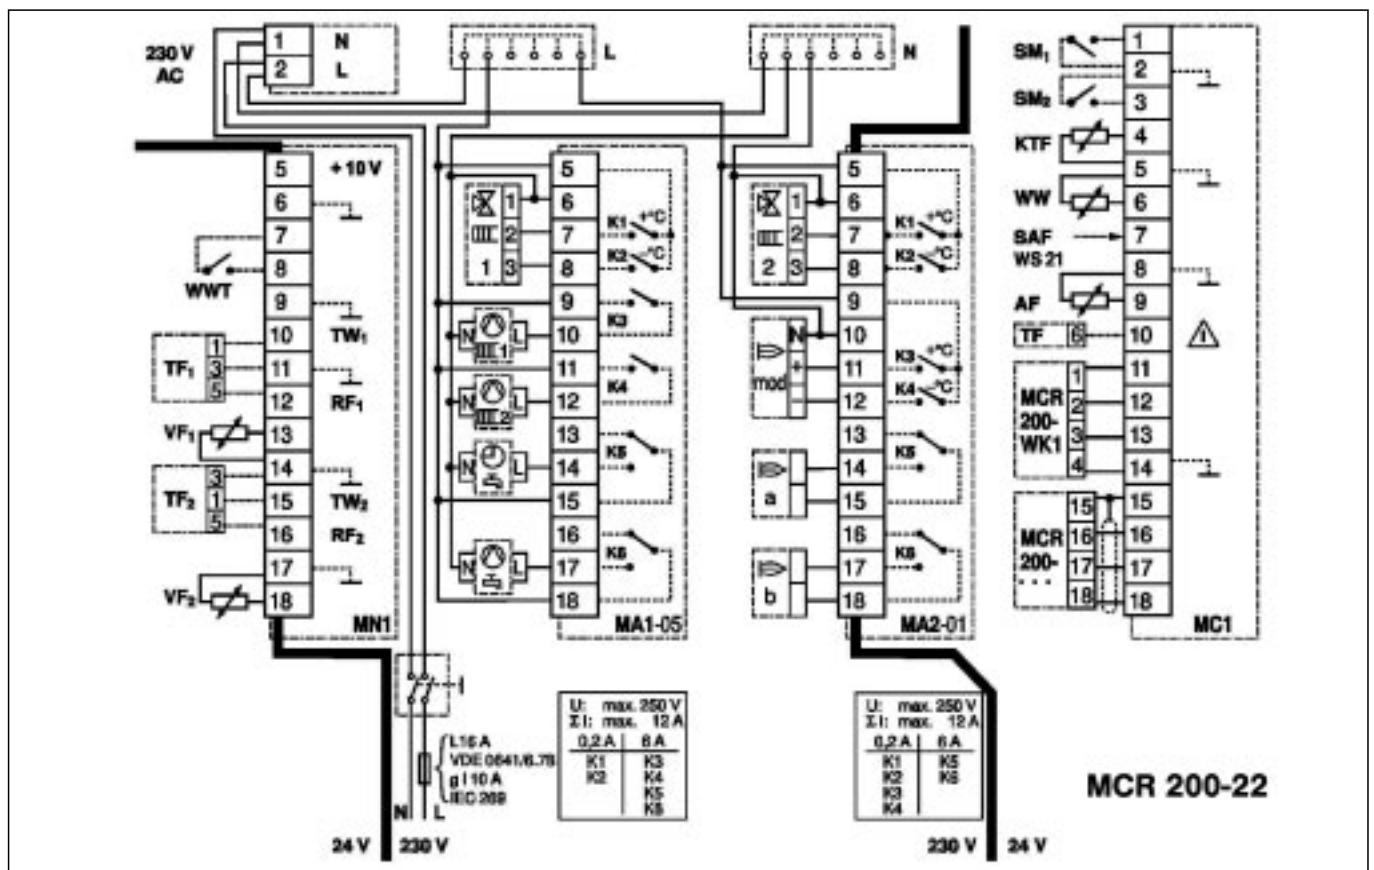 230 V
AC
1 N
2 L
L
N
5 +10 V
6
7
8
9
10 TW1
11
12 RF1
13
14
15 TW2
16 RF2
17
18
MN1
WWT
TF1 1 3 5
VF1
TF2 3 1 5
VF2
5
6
7
8
9
10
11
12
13
14
15
16
17
18
MA1-05
1
1
2
3
N L
1
N L
2
N L
N L
K1 +°C
K2 –°C
K3
K4
K5
K6
5
6
7
8
9
10
11
12
13
14
15
16
17
18
MA2-01
2
1
2
3
mod
N
+
–
a
b
K1 +°C
K2 –°C
K3 +°C
K4 –°C
K5
K6
SM1
SM2
KTF
WW
SAF
WS 21
AF
TF 6
MCR
200-
WK1
1
2
3
4
MCR
200-
. . .
15
16
17
18
1
2
3
4
5
6
7
8
9
10
11
12
13
14
15
16
17
18
MC1
L16 A
VDE 0641/6.78
g l 10 A
IEC 269
N L
24 V 230 V
U: max. 250 V
Σ I: max. 12 A
0,2 A 6 A
K1 K3
K2 K4
K5
K6
U: max. 250 V
Σ I: max. 12 A
0,2 A 6 A
K1 K5
K2 K6
K3
K4
230 V 24 V
MCR 200-22